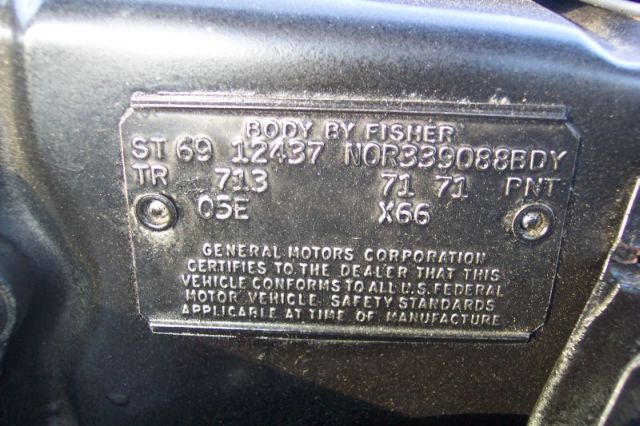 BODY BY FISHER
ST 69 12437 NOR339088BDY
TR 713 71 71 PNT
05E X66
GENERAL MOTORS CORPORATION
CERTIFIES TO THE DEALER THAT THIS
VEHICLE CONFORMS TO ALL U.S. FEDERAL
MOTOR VEHICLE SAFETY STANDARDS
APPLICABLE AT TIME OF MANUFACTURE